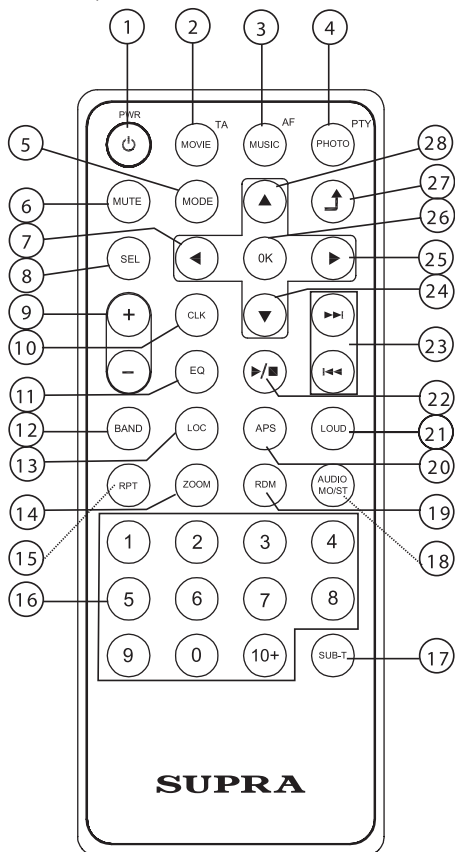 1 2 3 4
PWR TA AF PTY
MOVIE MUSIC PHOTO
5 28
27
6 MUTE MODE
26
7
8 SEL OK 25
24
9 + CLK
10 23
−
EQ
11 22
12 BAND LOC APS LOUD 21
13 20
RPT ZOOM RDM AUDIO
MO/ST
14 19
15 18
1 2 3 4
16 5 6 7 8
9 0 10+ SUB-T 17
SUPRA